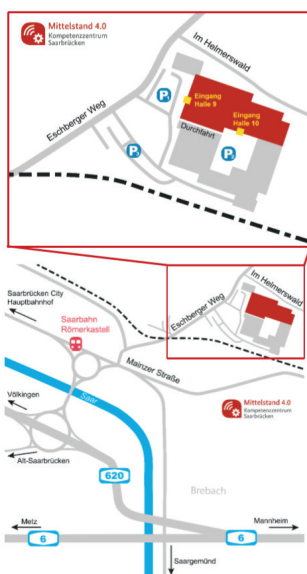 Mittelstand 4.0
Kompetenzzentrum
Saarbrücken
Im Helmerswald
Eschberger Weg
P
Eingang
Halle 9
Eingang
Halle 10
Durchfahrt
P
P
Saarbrücken City
Hauptbahnhof
Im Helmerswald
Eschberger Weg
Saarbahn
Römerkastell
Mainzer Straße
Völkingen
Saar
Mittelstand 4.0
Kompetenzzentrum
Saarbrücken
Alt-Saarbrücken
620
Brebach
Melz
Mannheim
6
6
Saargemünd